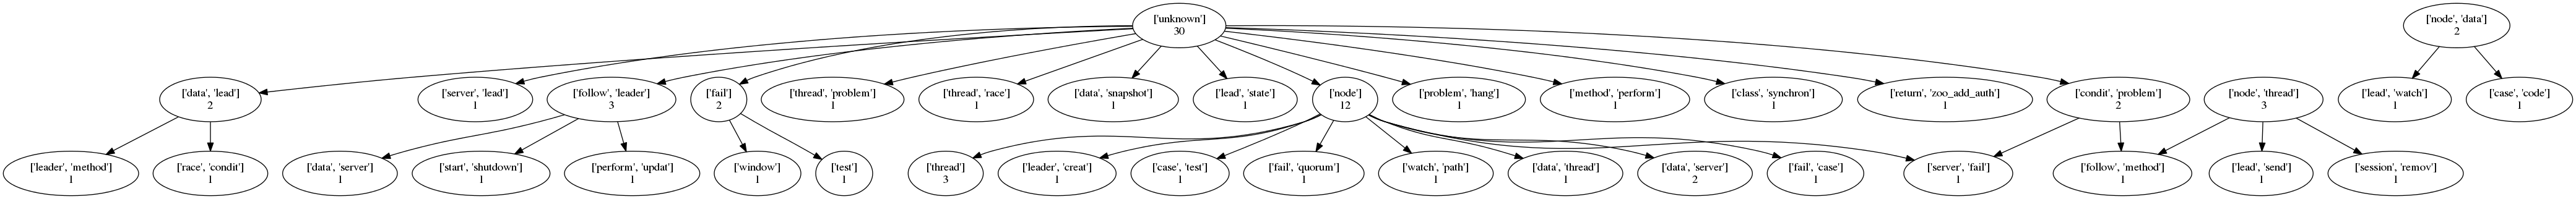 ['unknown']
30
['node', 'data']
2
['data', 'lead']
2
['server', 'lead']
1
['follow', 'leader']
3
['fail']
2
['thread', 'problem']
1
['thread', 'race']
1
['data', 'snapshot']
1
['lead', 'state']
1
['node']
12
['problem', 'hang']
1
['method', 'perform']
1
['class', 'synchron']
1
['return', 'zoo_add_auth']
1
['condit', 'problem']
2
['node', 'thread']
3
['lead', 'watch']
1
['case', 'code']
1
['leader', 'method']
1
['race', 'condit']
1
['data', 'server']
1
['start', 'shutdown']
1
['perform', 'updat']
1
['window']
1
['test']
1
['thread']
3
['leader', 'creat']
1
['case', 'test']
1
['fail', 'quorum']
1
['watch', 'path']
1
['data', 'thread']
1
['data', 'server']
2
['fail', 'case']
1
['server', 'fail']
1
['follow', 'method']
1
['lead', 'send']
1
['session', 'remov']
1